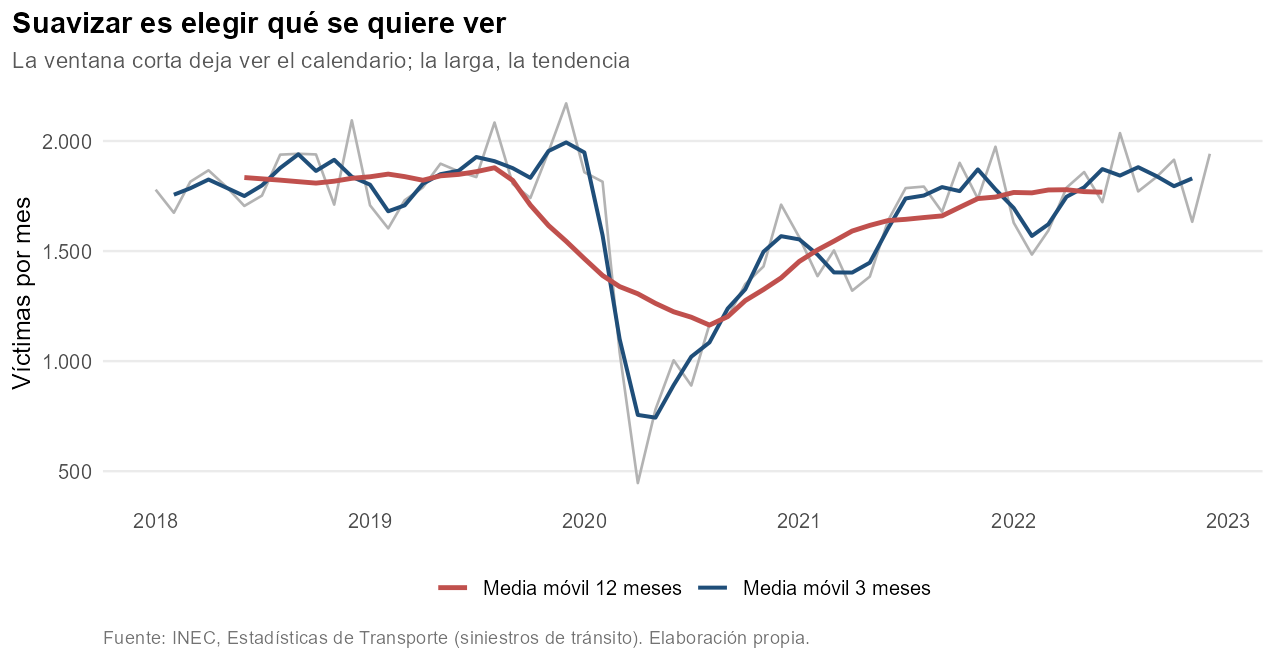 Suavizar es elegir qué se quiere ver
La ventana corta deja ver el calendario; la larga, la tendencia
Víctimas por mes
2.000
1.500
1.000
500
2018 2019 2020 2021 2022 2023
Media móvil 12 meses Media móvil 3 meses
Fuente: INEC, Estadísticas de Transporte (siniestros de tránsito). Elaboración propia.